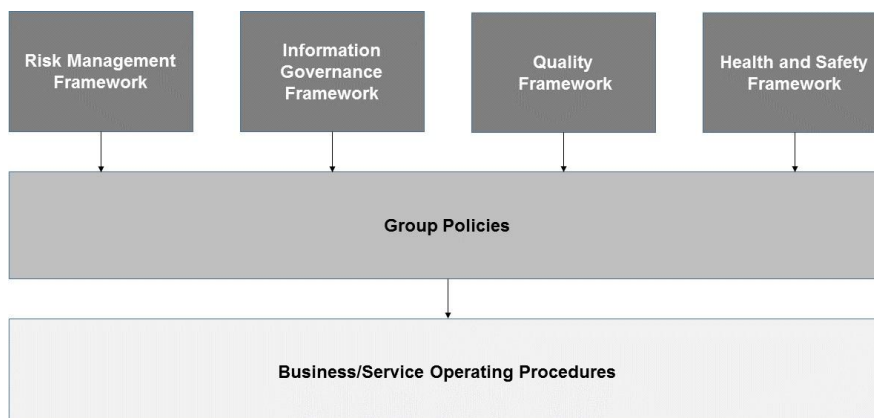 Risk Management
Framework
Information
Governance
Framework
Quality
Framework
Health and Safety
Framework
Group Policies
Business/Service Operating Procedures